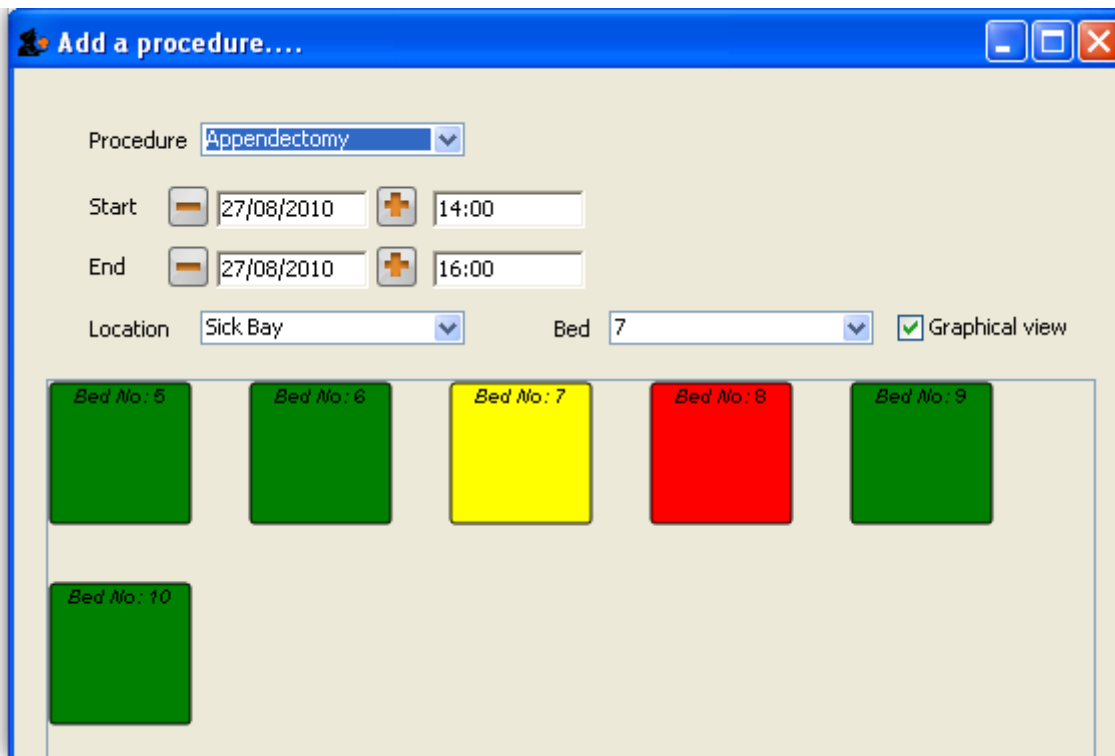 Add a procedure....
Procedure Appendectomy
Start 27/08/2010 14:00
End 27/08/2010 16:00
Location Sick Bay Bed 7 Graphical view
Bed No: 5 Bed No: 6 Bed No: 7 Bed No: 8 Bed No: 9
Bed No: 10